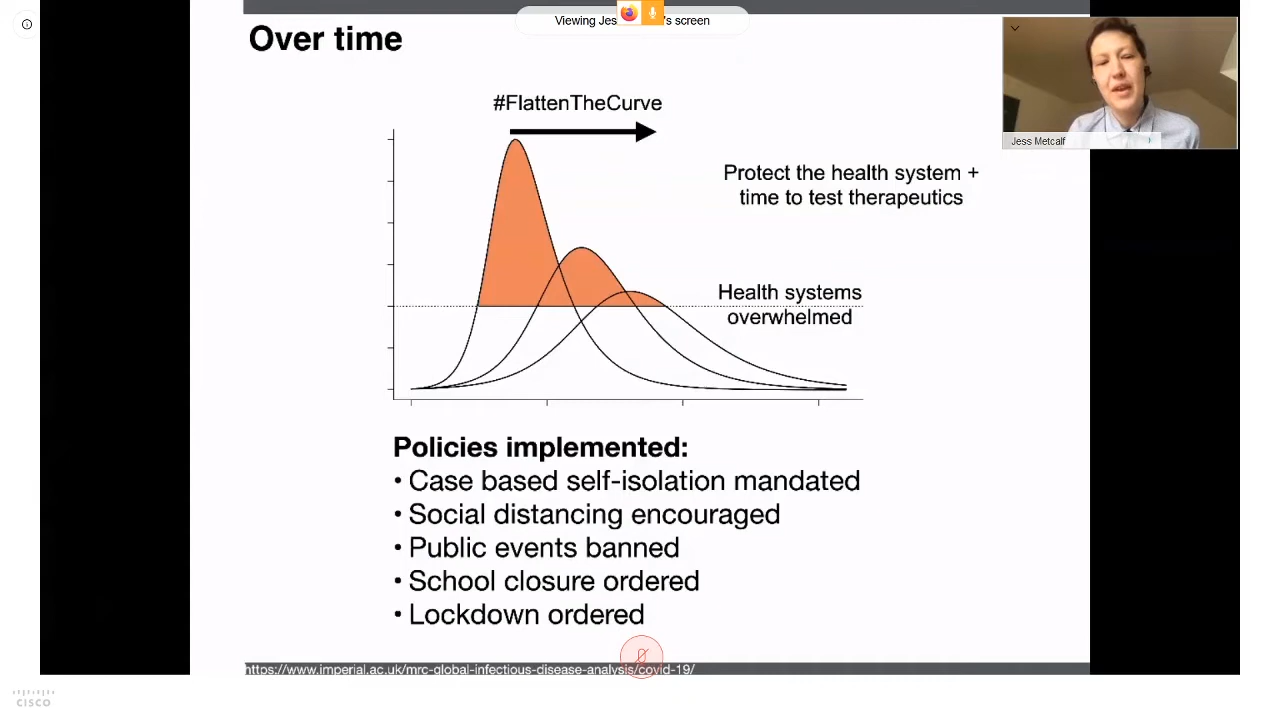 Over time
Viewing Jes 's screen
#FlattenTheCurve
Protect the health system +
time to test therapeutics
Health systems
overwhelmed
Jess Metcalf
Policies implemented:
• Case based self-isolation mandated
• Social distancing encouraged
• Public events banned
• School closure ordered
• Lockdown ordered
https://www.imperial.ac.uk/mrc-global-infectious-disease-analysis/covid-19/
CISCO